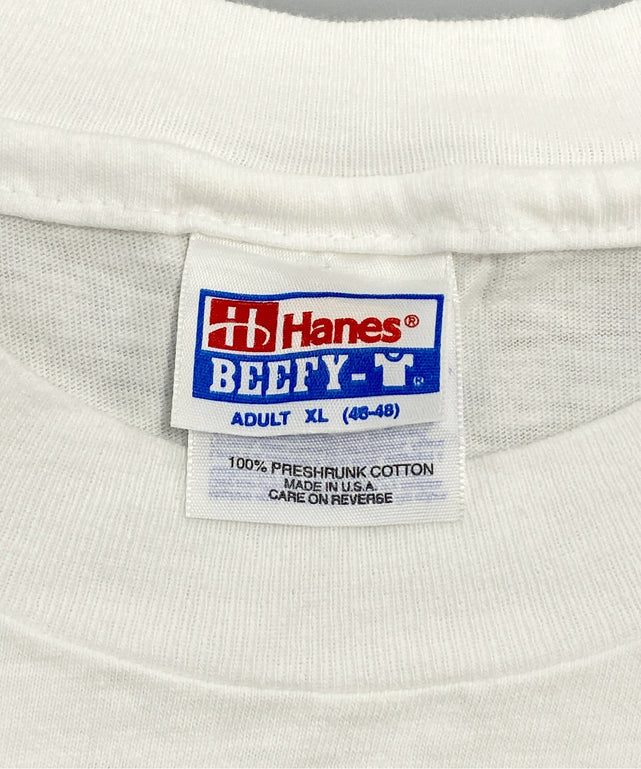 Hanes®
BEEFY-T®
ADULT XL (46-48)
100% PRESHRUNK COTTON
MADE IN U.S.A.
CARE ON REVERSE